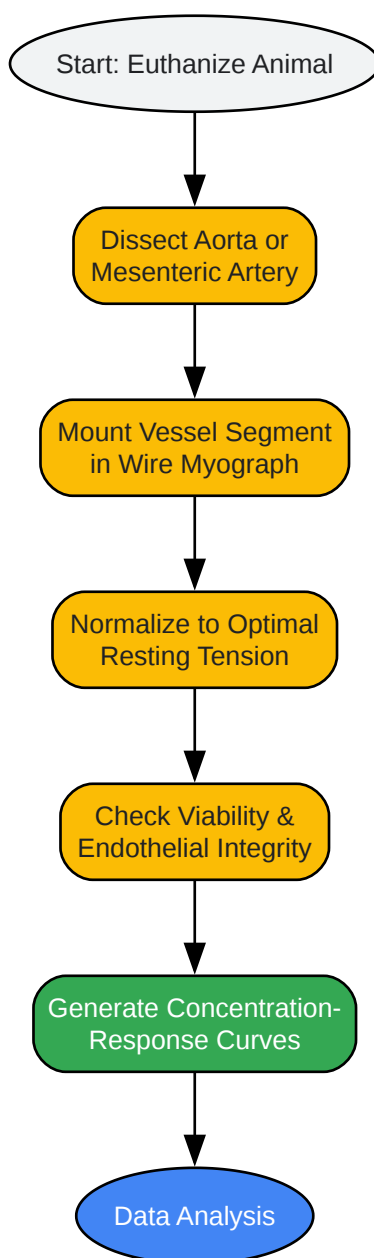 Start: Euthanize Animal
Dissect Aorta or
Mesenteric Artery
Mount Vessel Segment
in Wire Myograph
Normalize to Optimal
Resting Tension
Check Viability &
Endothelial Integrity
Generate Concentration-
Response Curves
Data Analysis